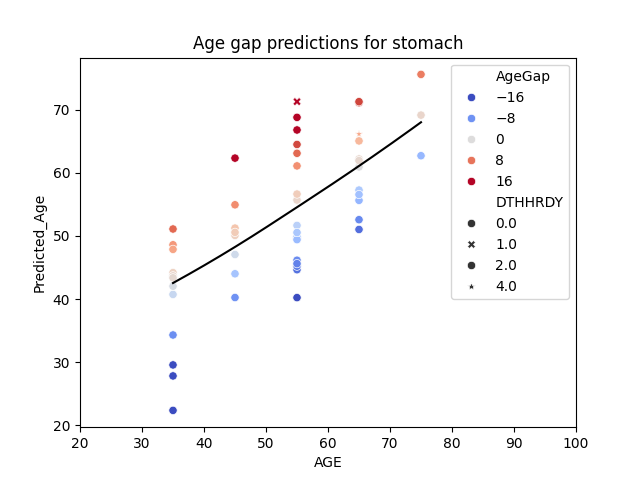 Age gap predictions for stomach
Predicted_Age
70
60
50
40
30
20
20 30 40 50 60 70 80 90 100
AGE
AgeGap
−16
−8
0
8
16
DTHHRDY
0.0
1.0
2.0
4.0